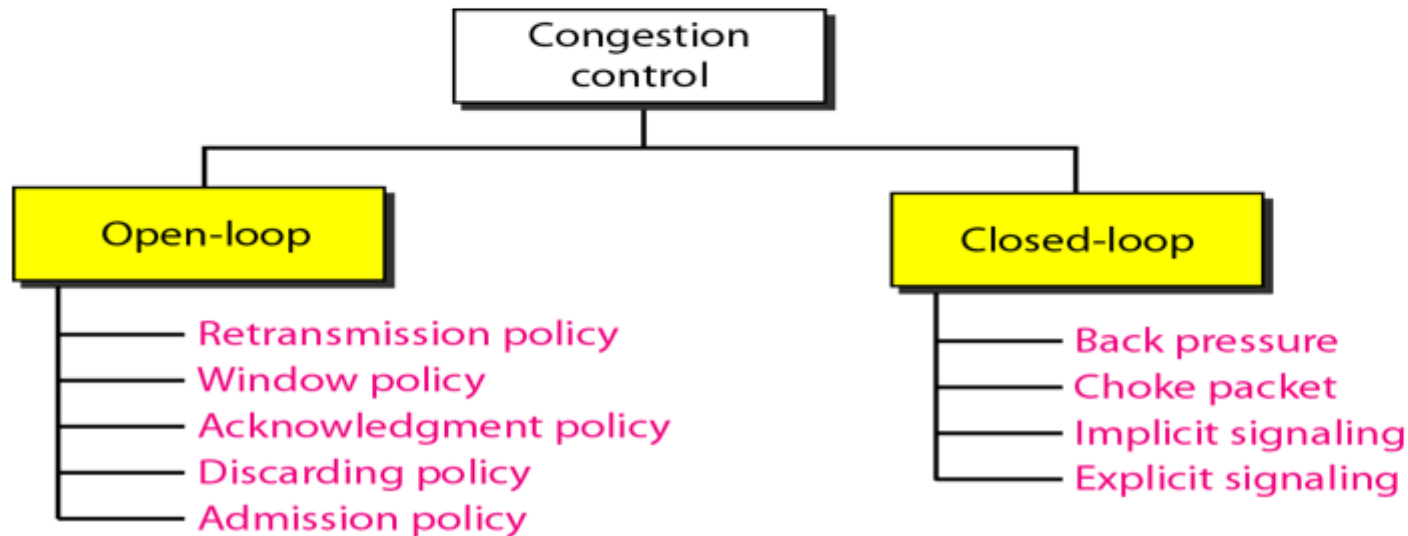 Congestion
control
Open-loop
Retransmission policy
Window policy
Acknowledgment policy
Discarding policy
Admission policy
Closed-loop
Back pressure
Choke packet
Implicit signaling
Explicit signaling